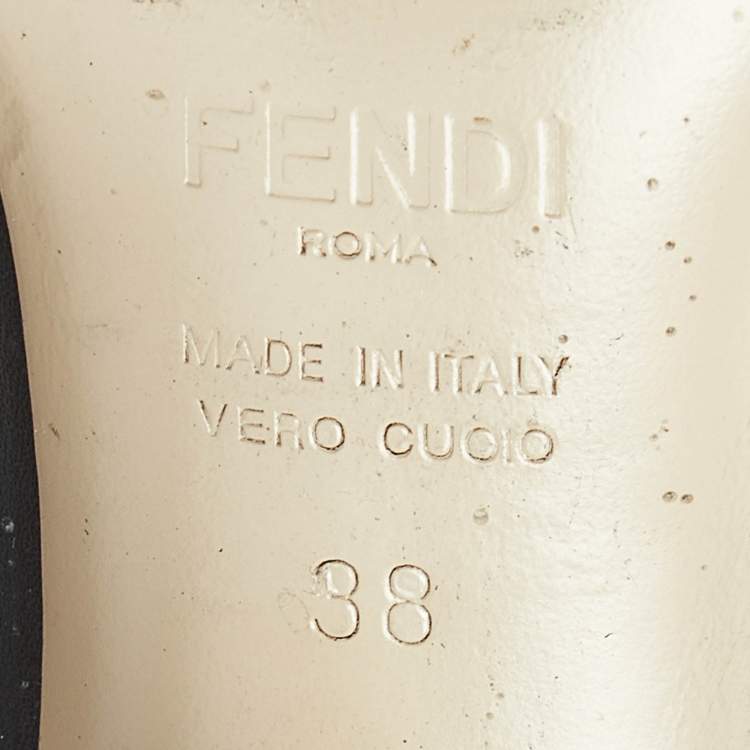 FENDI
ROMA
MADE IN ITALY
VERO CUOIO
38